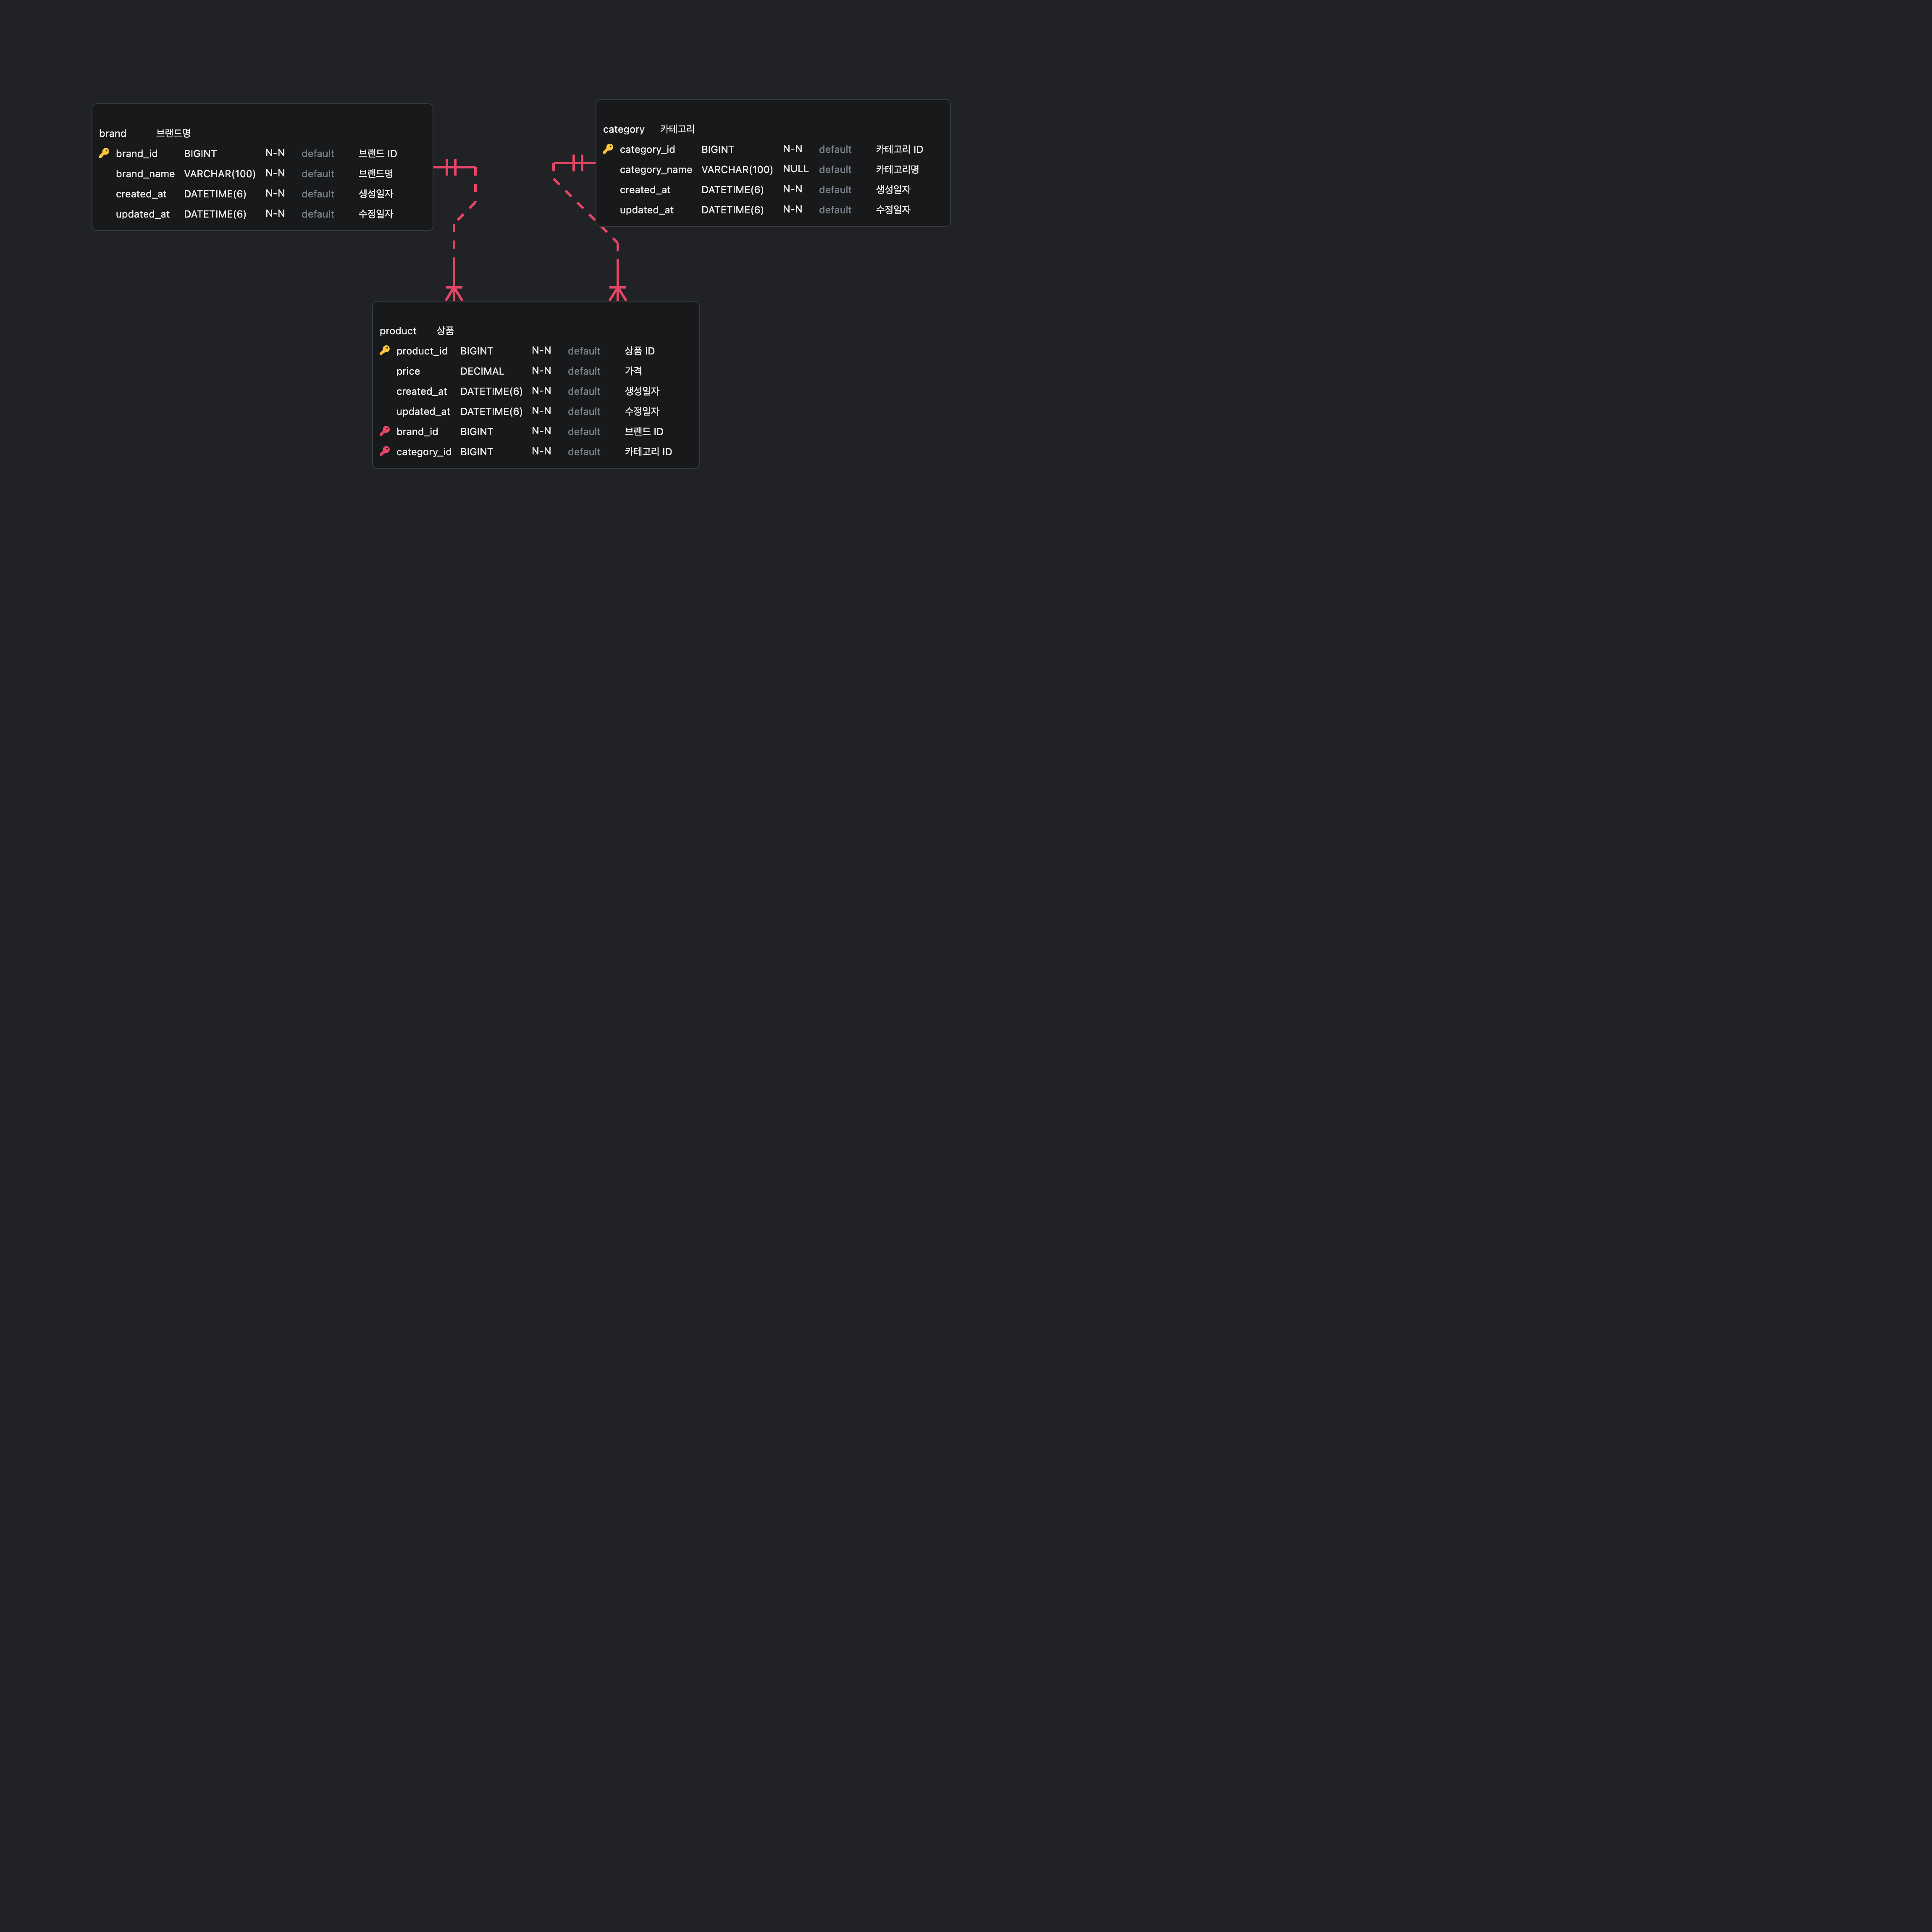 brand 브랜드명
brand_id BIGINT N-N default 브랜드 ID
brand_name VARCHAR(100) N-N default 브랜드명
created_at DATETIME(6) N-N default 생성일자
updated_at DATETIME(6) N-N default 수정일자
category 카테고리
category_id BIGINT N-N default 카테고리 ID
category_name VARCHAR(100) NULL default 카테고리명
created_at DATETIME(6) N-N default 생성일자
updated_at DATETIME(6) N-N default 수정일자
product 상품
product_id BIGINT N-N default 상품 ID
price DECIMAL N-N default 가격
created_at DATETIME(6) N-N default 생성일자
updated_at DATETIME(6) N-N default 수정일자
brand_id BIGINT N-N default 브랜드 ID
category_id BIGINT N-N default 카테고리 ID